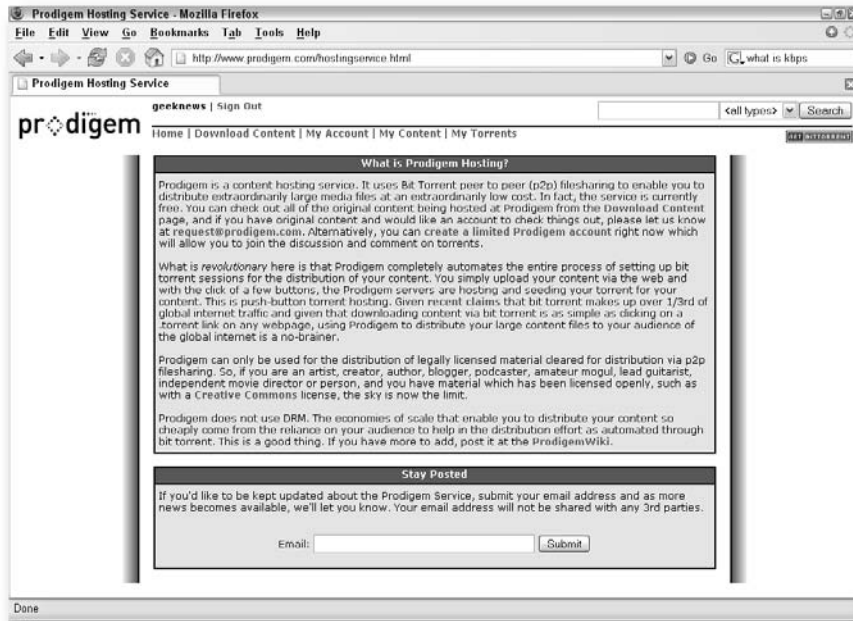 Prodigem Hosting Service - Mozilla Firefox
File Edit View Go Bookmarks Tab Tools Help
http://www.prodigem.com/hostingservice.html Go what is kbps
Prodigem Hosting Service
geeknews | Sign Out
<all types> Search
prodigem
Home | Download Content | My Account | My Content | My Torrents
GET BITTORRENT
What is Prodigem Hosting?
Prodigem is a content hosting service. It uses Bit Torrent peer to peer (p2p) filesharing to enable you to
distribute extraordinarily large media files at an extraordinarily low cost. In fact, the service is currently
free. You can check out all of the original content being hosted at Prodigem from the Download Content
page, and if you have original content and would like an account to check things out, please let us know
at request@prodigem.com. Alternatively, you can create a limited Prodigem account right now which
will allow you to join the discussion and comment on torrents.
What is revolutionary here is that Prodigem completely automates the entire process of setting up bit
torrent sessions for the distribution of your content. You simply upload your content via the web and
with the click of a few buttons, the Prodigem servers are hosting and seeding your torrent for your
content. This is push-button torrent hosting. Given recent claims that bit torrent makes up over 1/3rd of
global internet traffic and given that downloading content via bit torrent is as simple as clicking on a
.torrent link on any webpage, using Prodigem to distribute your large content files to your audience of
the global internet is a no-brainer.
Prodigem can only be used for the distribution of legally licensed material cleared for distribution via p2p
filesharing. So, if you are an artist, creator, author, blogger, podcaster, amateur mogul, lead guitarist,
independent movie director or person, and you have material which has been licensed openly, such as
with a Creative Commons license, the sky is now the limit.
Prodigem does not use DRM. The economies of scale that enable you to distribute your content so
cheaply come from the reliance on your audience to help in the distribution effort as automated through
bit torrent. This is a good thing. If you have more to add, post it at the ProdigemWiki.
Stay Posted
If you'd like to be kept updated about the Prodigem Service, submit your email address and as more
news becomes available, we'll let you know. Your email address will not be shared with any 3rd parties.
Email: Submit
Done